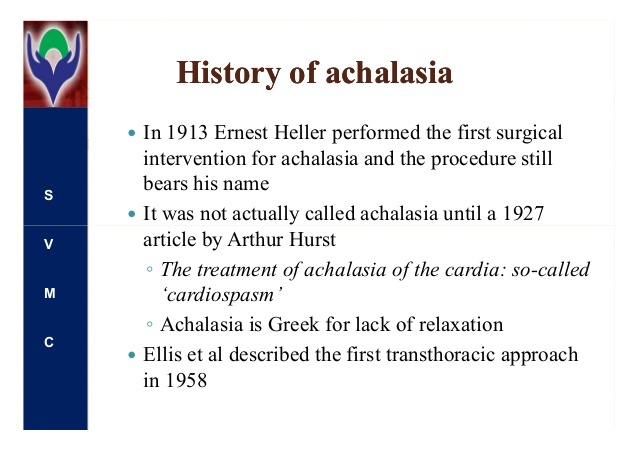 History of achalasia
S
V
M
C
• In 1913 Ernest Heller performed the first surgical
intervention for achalasia and the procedure still
bears his name
• It was not actually called achalasia until a 1927
article by Arthur Hurst
◦ The treatment of achalasia of the cardia: so-called
‘cardiospasm’
◦ Achalasia is Greek for lack of relaxation
• Ellis et al described the first transthoracic approach
in 1958